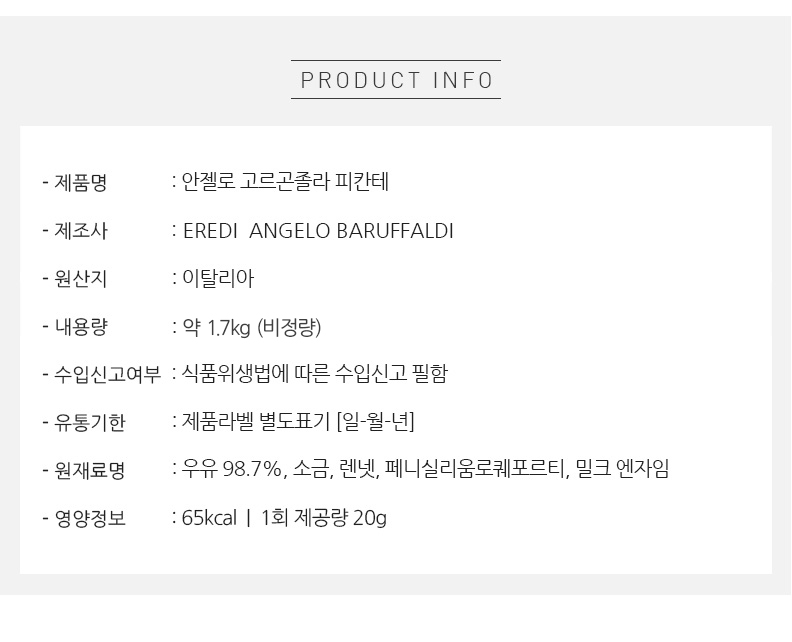 PRODUCT INFO
- 제품명 : 안젤로 고르곤졸라 피칸테
- 제조사 : EREDI ANGELO BARUFFALDI
- 원산지 : 이탈리아
- 내용량 : 약 1.7kg (비정량)
- 수입신고여부 : 식품위생법에 따른 수입신고 필함
- 유통기한 : 제품라벨 별도표기 [일-월-년]
- 원재료명 : 우유 98.7%, 소금, 렌넷, 페니실리움로퀘포르티, 밀크 엔자임
- 영양정보 : 65kcal | 1회 제공량 20g